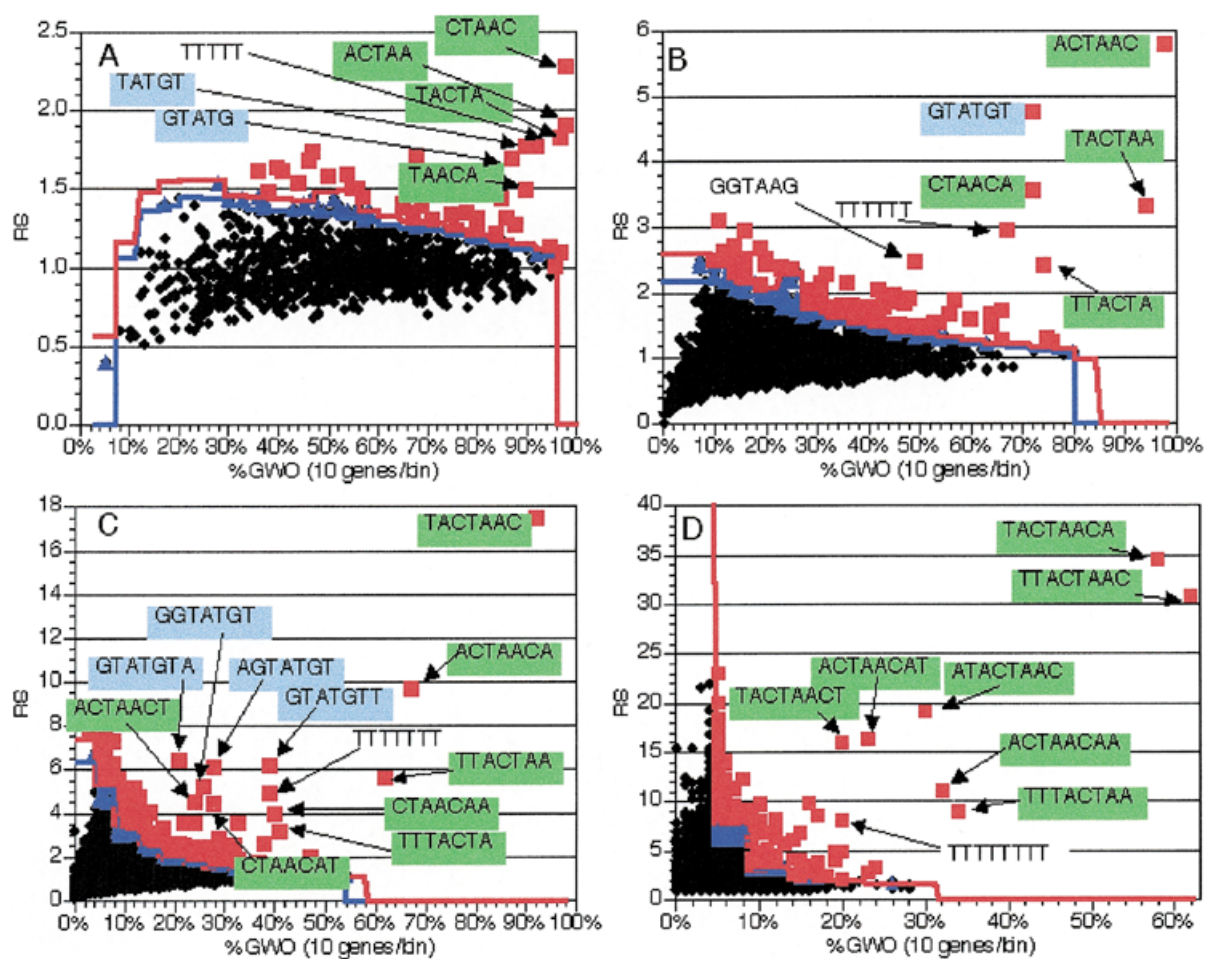 A
2.5
2.0
1.5
1.0
0.5
0.0
RS
CTAAC
ACTAA
TTTTT
TATGT
TACTA
GTATG
TAACA
0% 10% 20% 30% 40% 50% 60% 70% 80% 90% 100%
%GWO (10 genes/bin)
B
6
5
4
3
2
1
0
RS
ACTAAC
GTATGT
TACTAA
CTAACA
GGTAAG
TTTTTT
TTACTA
0% 10% 20% 30% 40% 50% 60% 70% 80% 90% 100%
%GWO (10 genes/bin)
C
18
16
14
12
10
8
6
4
2
0
RS
TACTAAC
GGTATGT
GTATGTA
AGTATGT
ACTAACA
GTATGTT
ACTAACT
TTTTTTT
TTACTAA
CTAACAA
TTTACTA
CTAACAT
0% 10% 20% 30% 40% 50% 60% 70% 80% 90% 100%
%GWO (10 genes/bin)
D
40
35
30
25
20
15
10
5
0
RS
TACTAACA
TTACTAAC
ACTAACAT
ATACTAAC
TACTAACT
ACTAACAA
TTTACTAA
TTTTTTTT
0% 10% 20% 30% 40% 50% 60%
%GWO (10 genes/bin)